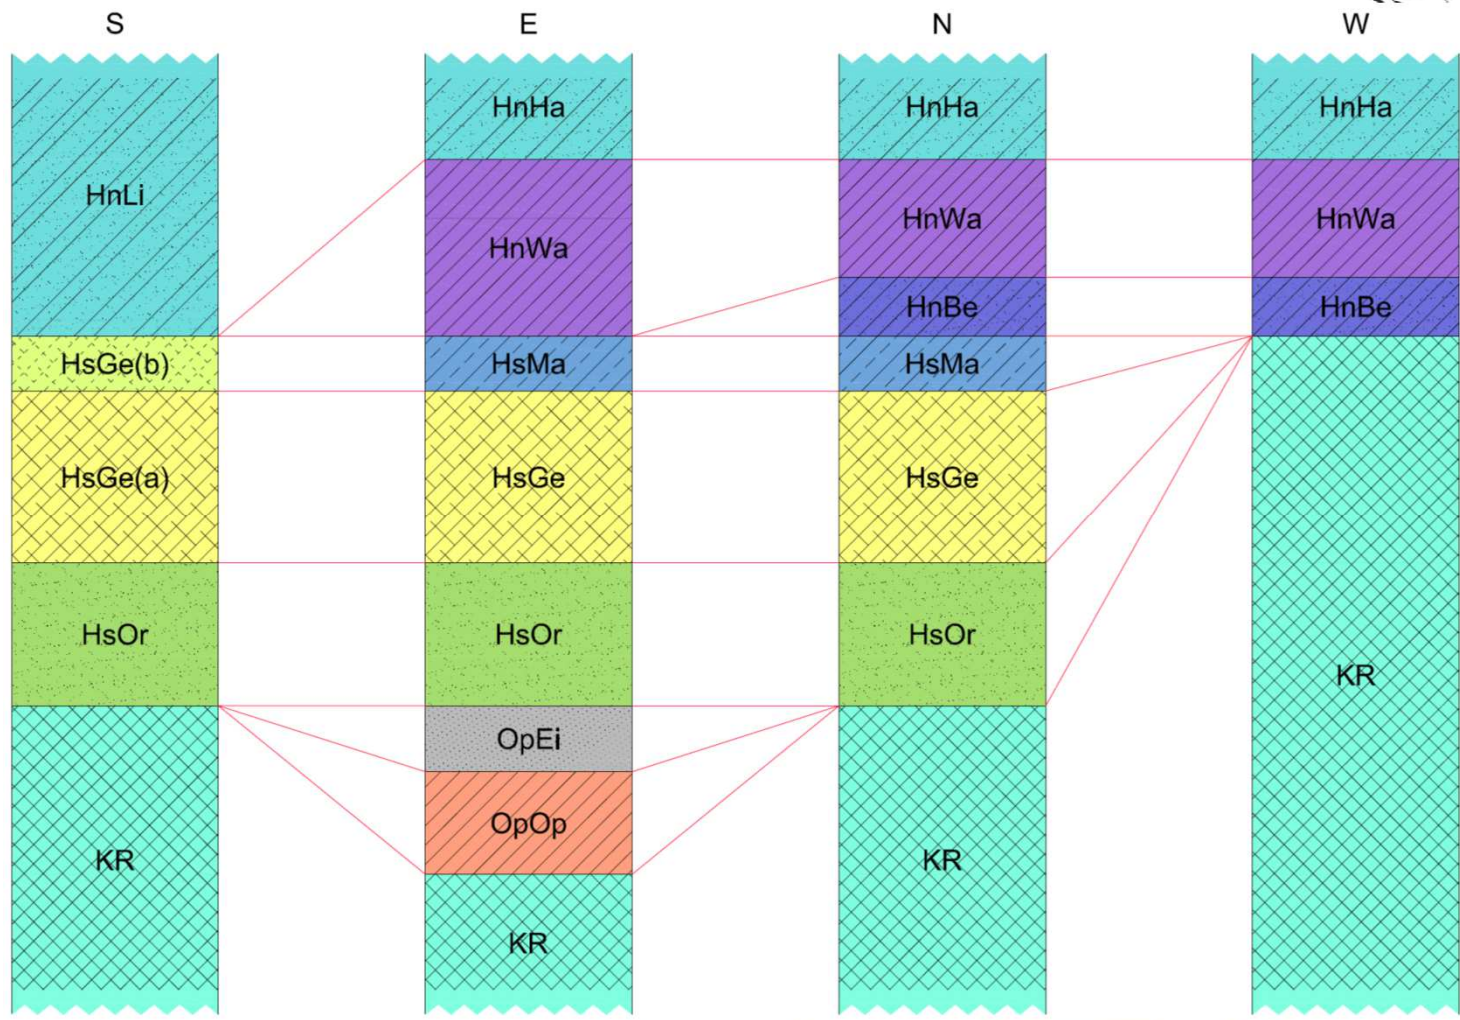 S
E
N
W
HnLi
HsGe(b)
HsGe(a)
HsOr
KR
HnHa
HnWa
HsMa
HsGe
HsOr
OpEi
OpOp
KR
HnHa
HnWa
HnBe
HsMa
HsGe
HsOr
KR
HnHa
HnWa
HnBe
KR